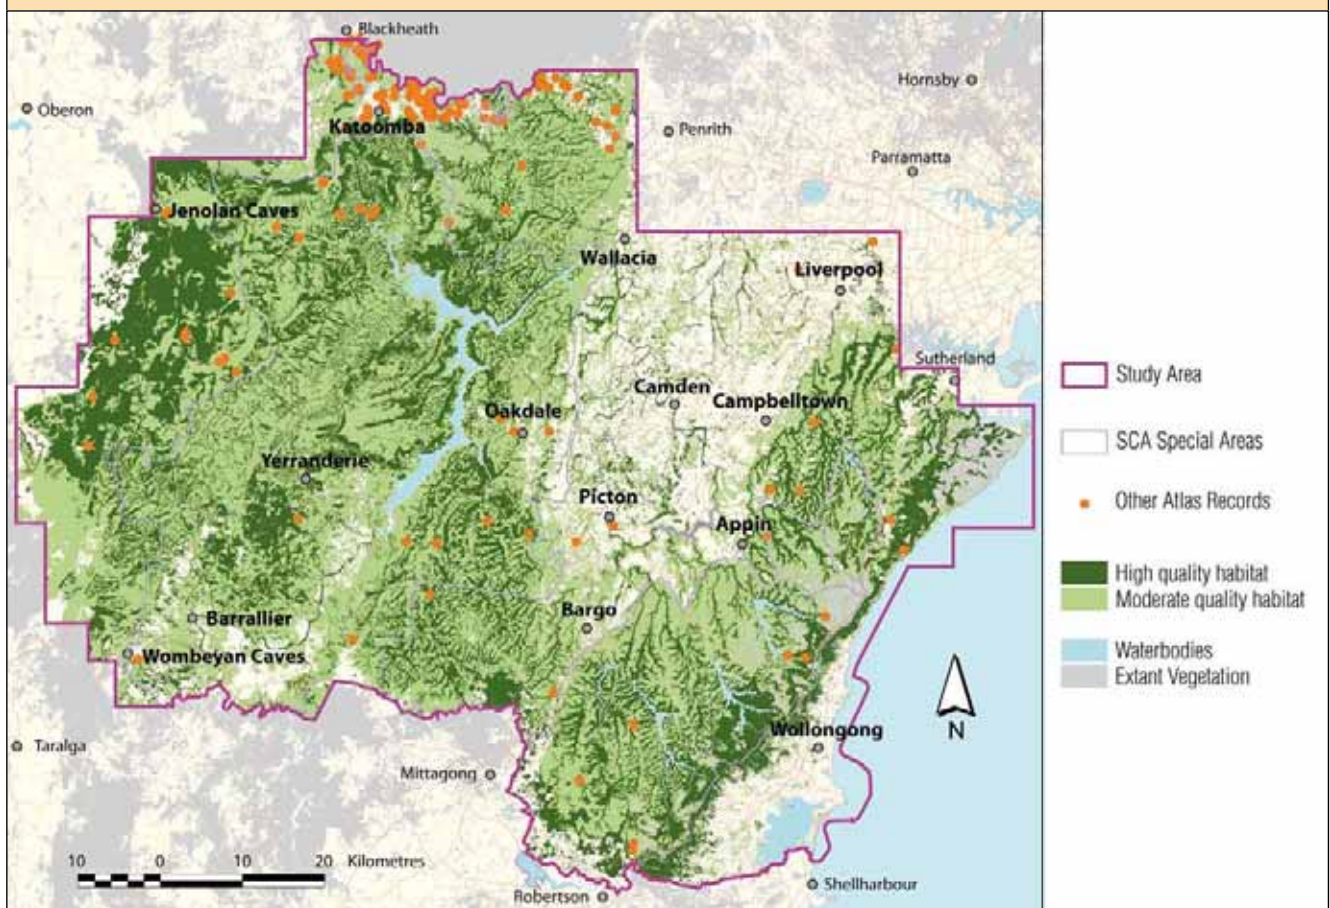 Blackheath
Hornsby
Oberon
Katoomba
Penrith
Parramatta
Jenolan Caves
Wallacia
Liverpool
Sutherland
Camden
Campbelltown
Oakdale
Yerranderie
Picton
Appin
Bargo
Barrallier
Wombeyan Caves
Wollongong
Taralga
Mittagong
Shellharbour
Robertson
10 0 10 20 Kilometres
N
Study Area
SCA Special Areas
Other Atlas Records
High quality habitat
Moderate quality habitat
Waterbodies
Extant Vegetation